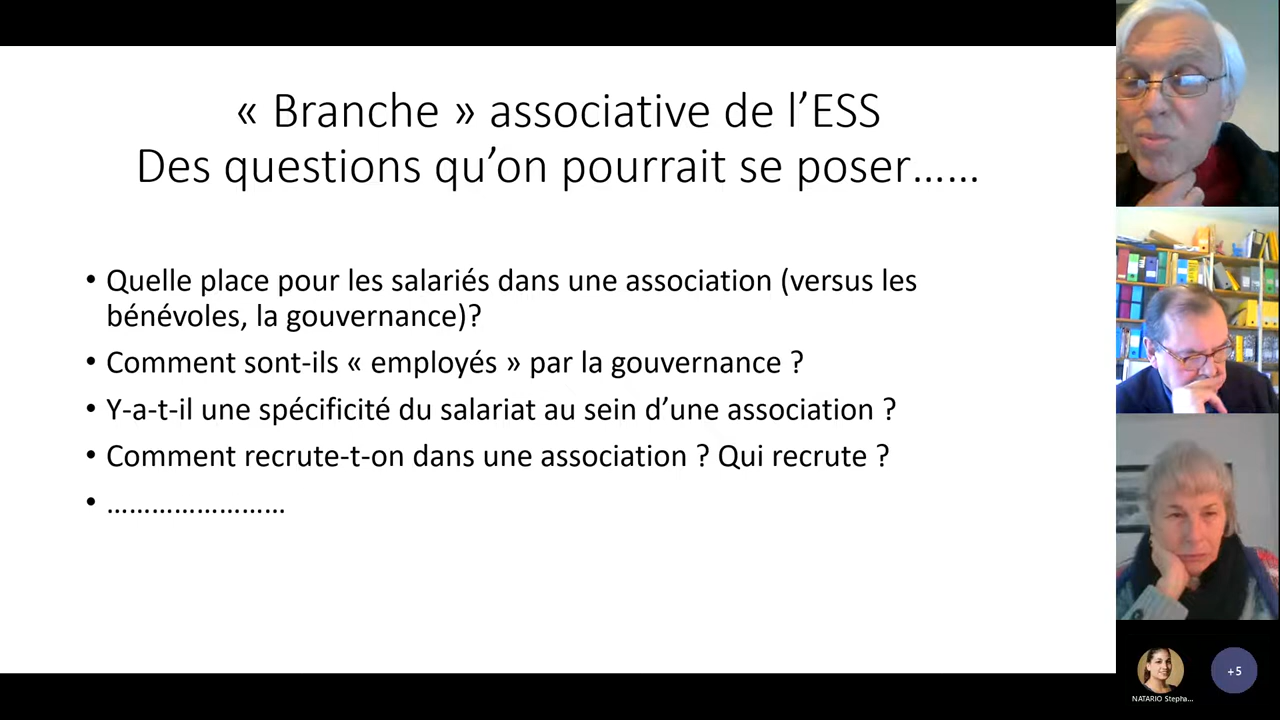 « Branche » associative de l’ESS
Des questions qu’on pourrait se poser……
• Quelle place pour les salariés dans une association (versus les
bénévoles, la gouvernance)?
• Comment sont-ils « employés » par la gouvernance ?
• Y-a-t-il une spécificité du salariat au sein d’une association ?
• Comment recrute-t-on dans une association ? Qui recrute ?
• ……………………
NATARIO Stepha...
+5